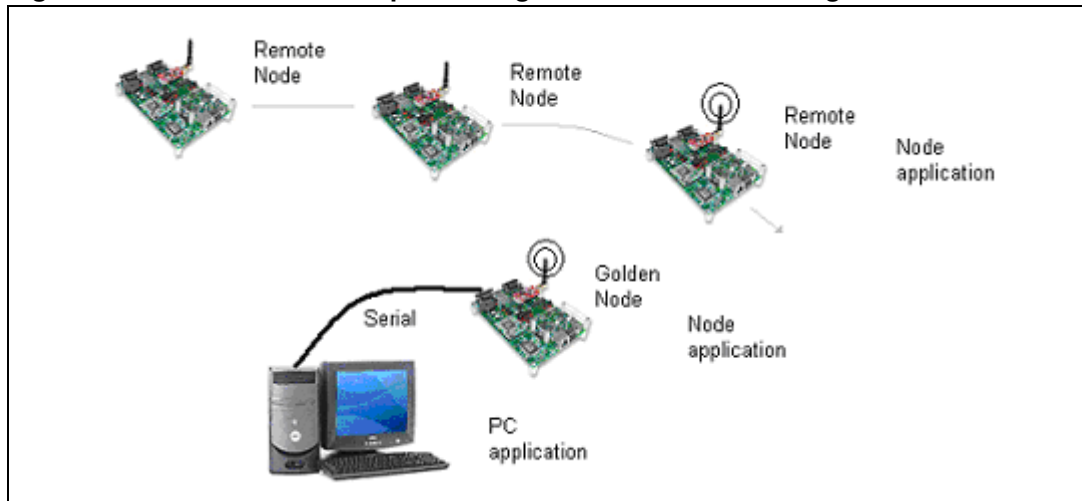 Remote
Node
Remote
Node
Remote
Node
Node
application
Golden
Node
Serial
Node
application
PC
application